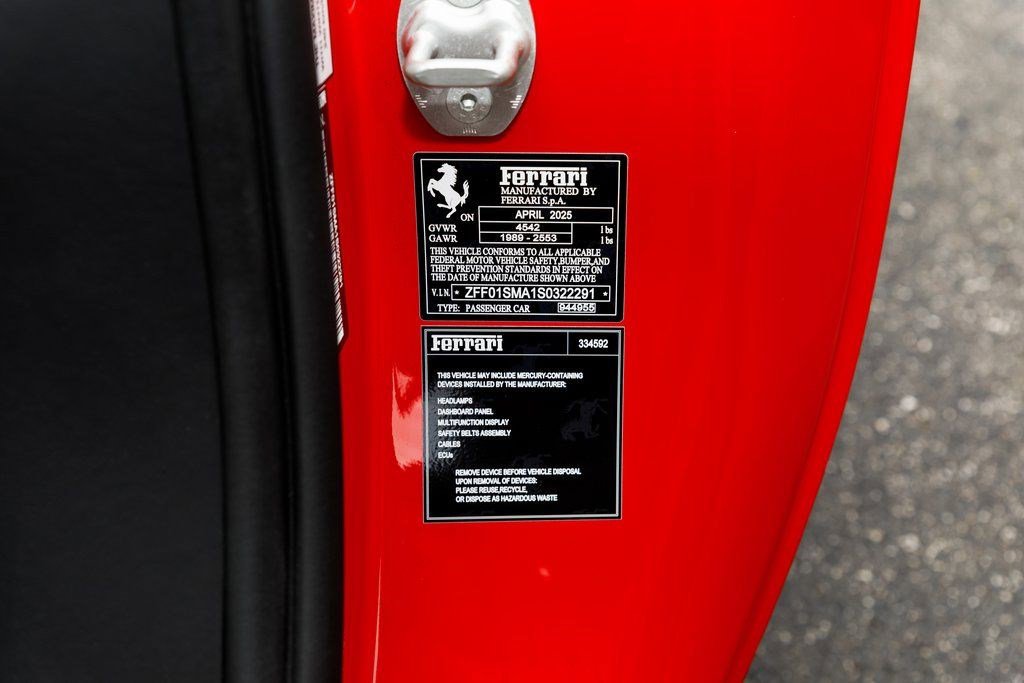 Ferrari
MANUFACTURED BY
FERRARI S.p.A.
ON APRIL 2025
GVWR 4542 lbs
GAWR 1989 - 2553 lbs
THIS VEHICLE CONFORMS TO ALL APPLICABLE
FEDERAL MOTOR VEHICLE SAFETY,BUMPER,AND
THEFT PREVENTION STANDARDS IN EFFECT ON
THE DATE OF MANUFACTURE SHOWN ABOVE
V.I.N. * ZFF01SMA1S0322291 *
TYPE: PASSENGER CAR 944955
Ferrari 334592
THIS VEHICLE MAY INCLUDE MERCURY-CONTAINING
DEVICES INSTALLED BY THE MANUFACTURER:
HEADLAMPS
DASHBOARD PANEL
MULTIFUNCTION DISPLAY
SAFETY BELTS ASSEMBLY
CABLES
ECUs
REMOVE DEVICE BEFORE VEHICLE DISPOSAL
UPON REMOVAL OF DEVICES:
PLEASE REUSE,RECYCLE,
OR DISPOSE AS HAZARDOUS WASTE